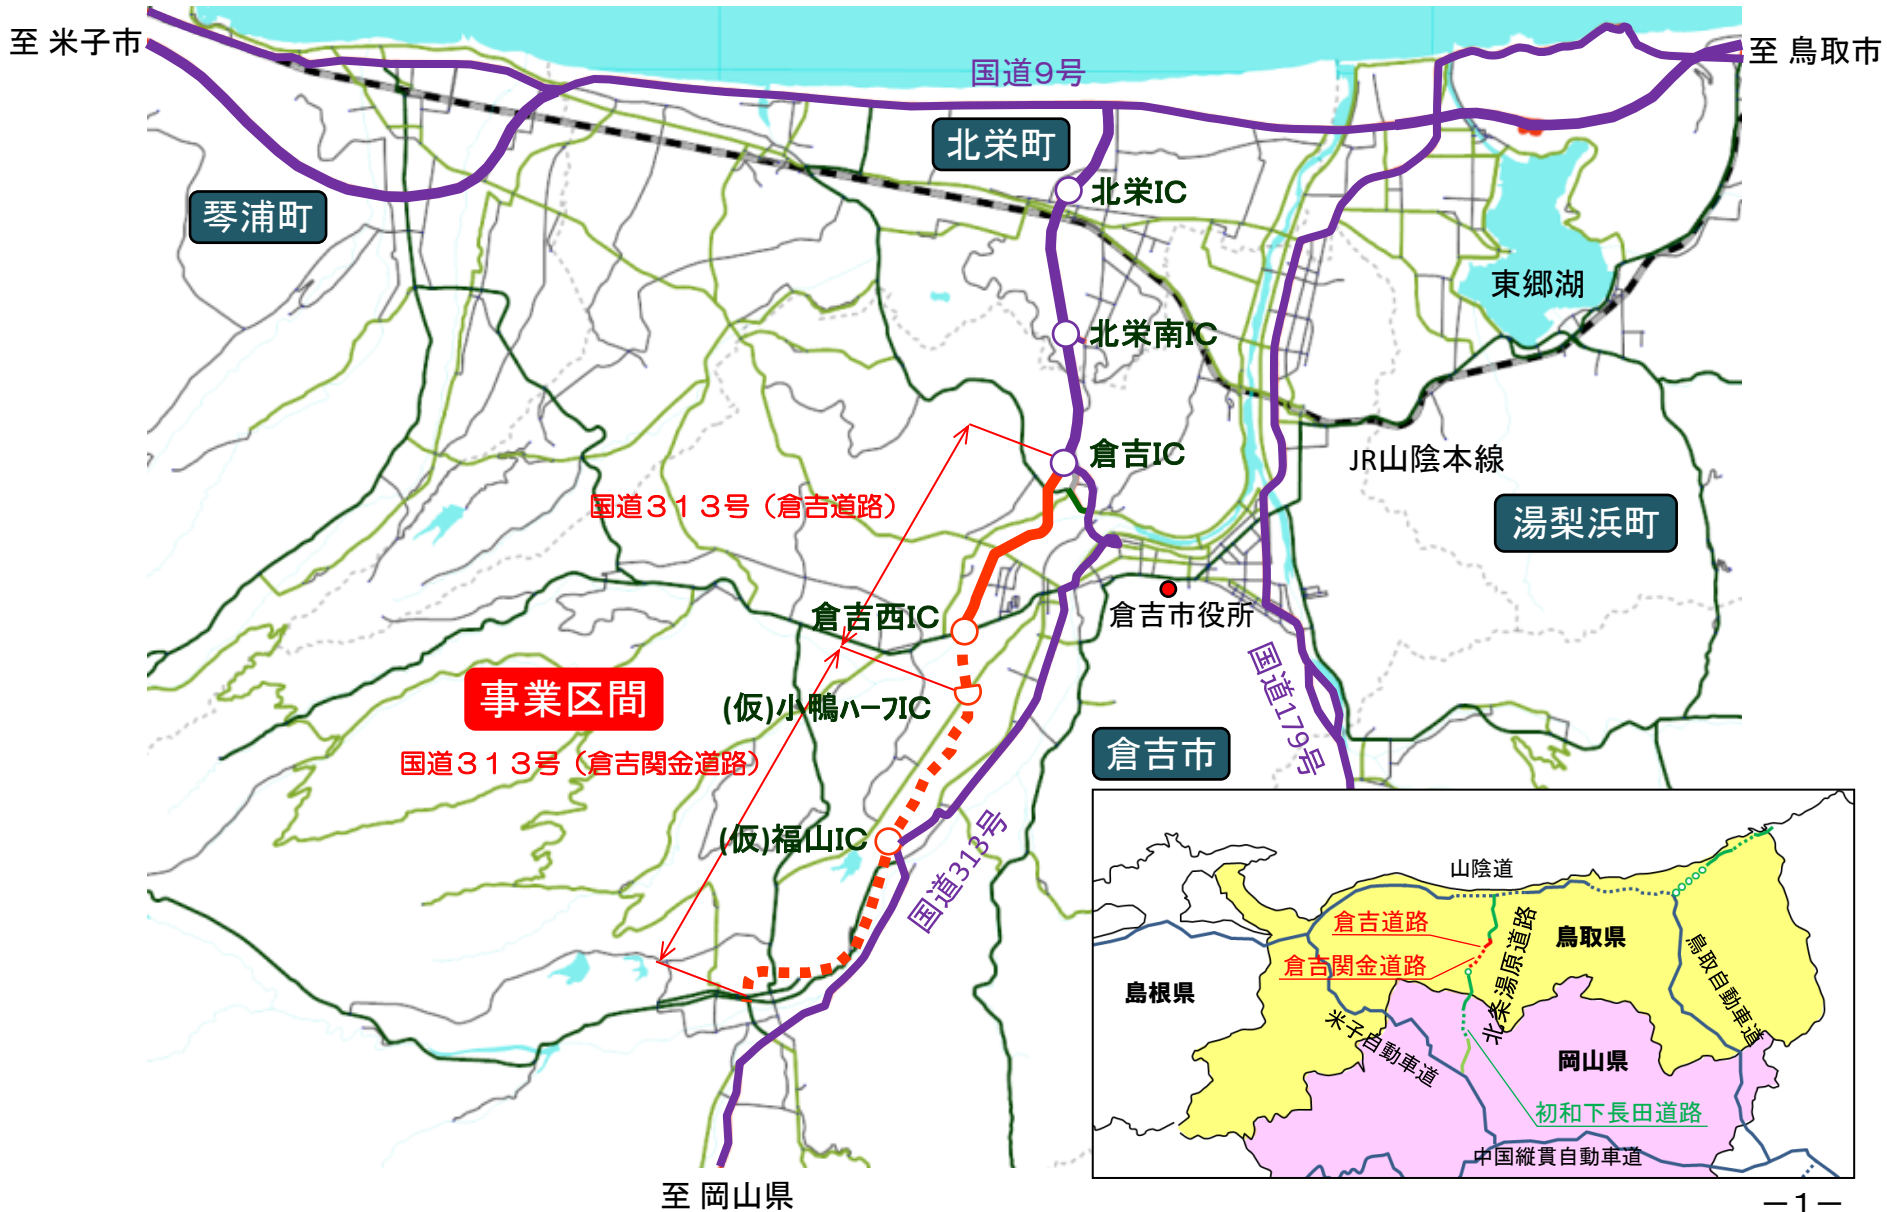 至 米子市
至 鳥取市
国道９号
北栄町
北栄IC
琴浦町
東郷湖
北栄南IC
倉吉IC
JR山陰本線
国道３１３号（倉吉道路）
湯梨浜町
倉吉西IC
倉吉市役所
事業区間
(仮)小鴨ﾊｰﾌIC
国道179号
国道３１３号（倉吉関金道路）
倉吉市
(仮)福山IC
国道313号
山陰道
倉吉道路
北条湯原道路
鳥取県
鳥取自動車道
倉吉関金道路
島根県
米子自動車道
岡山県
初和下長田道路
中国縦貫自動車道
至 岡山県
－1－